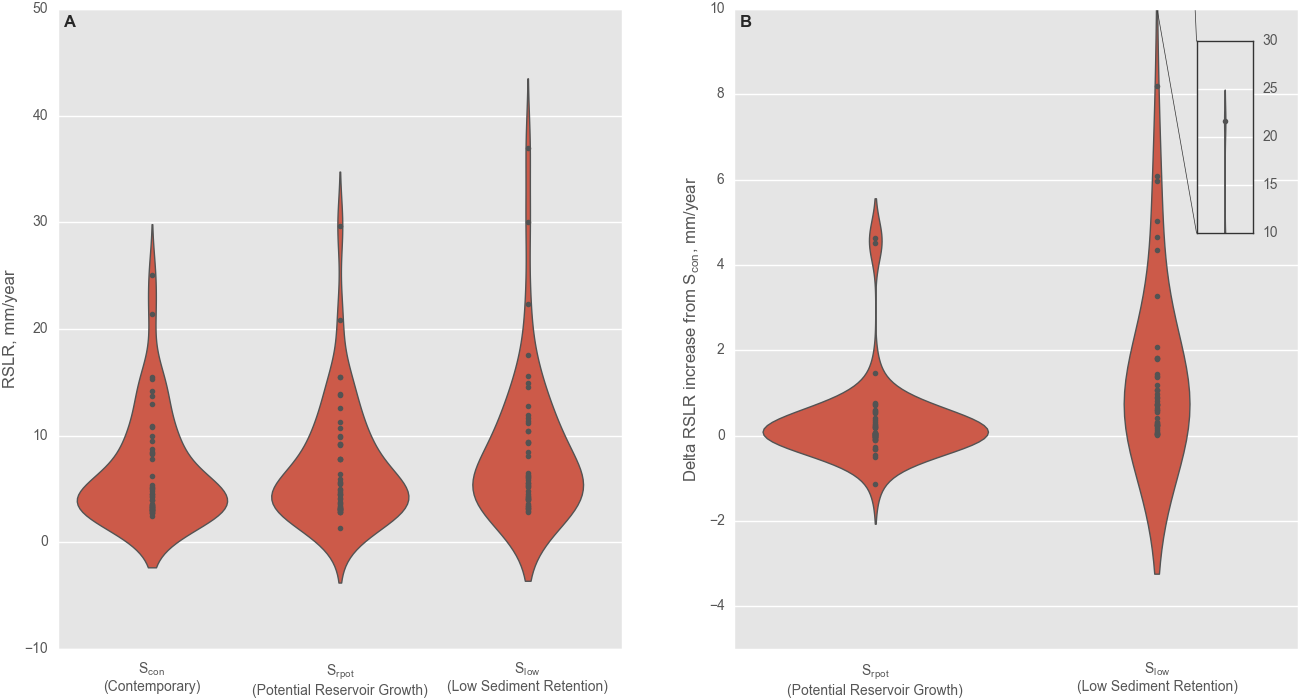 A
50
40
30
20
10
0
−10
RSLR, mm/year
Scon
(Contemporary)
Srpot
(Potential Reservoir Growth)
Slow
(Low Sediment Retention)
B
10
8
6
4
2
0
−2
−4
Delta RSLR increase from Scon, mm/year
30
25
20
15
10
Srpot
(Potential Reservoir Growth)
Slow
(Low Sediment Retention)